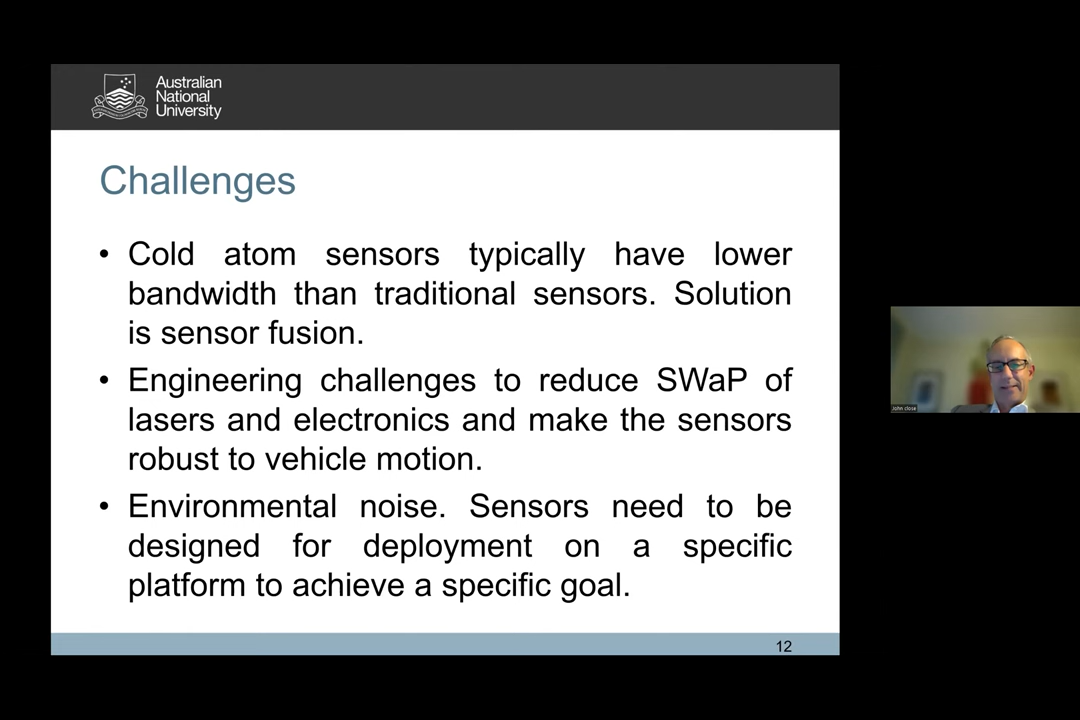 Australian
National
University
Challenges
• Cold atom sensors typically have lower
bandwidth than traditional sensors. Solution
is sensor fusion.
• Engineering challenges to reduce SWaP of
lasers and electronics and make the sensors
robust to vehicle motion.
• Environmental noise. Sensors need to be
designed for deployment on a specific
platform to achieve a specific goal.
12
John close